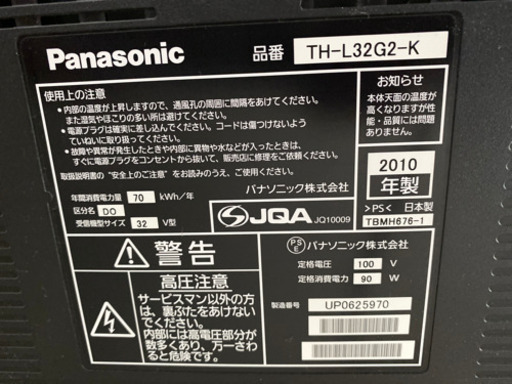 Panasonic
品番 TH-L32G2-K
使用上の注意
•内部の温度が上昇しますので、通風孔の周囲に間隔をあけてください。
また湿気やほこりの多い所は避けてください。
•電源プラグは確実に差し込んでください。コードは傷つけないよう
ていねいに取り扱ってください。
•故障や異常が発生したときや内部に異物や水などが入ったときは、
すぐに電源プラグをコンセントから抜いて、販売店に修理をご依頼ください。
取扱説明書の"安全上のご注意"をお読みのうえ、ご使用ください。
お知らせ
本体天面の温度が
高くなりますが性能
・品質には問題
ありません。
2010
年製
>PS< 日本製
TBMH676-1
年間消費電力量 70 kWh/年
区分名 DO
受信機型サイズ 32 V型
パナソニック株式会社
JQA JQ10009
警告
高圧注意
サービスマン以外の方
は、裏ぶたをあけないで
ください。
内部には高電圧部分が
数多くあり、万一さわ
ると危険です。
PS
E パナソニック株式会社
定格電圧 100 V
定格消費電力 90 W
製造番号 UP0625970